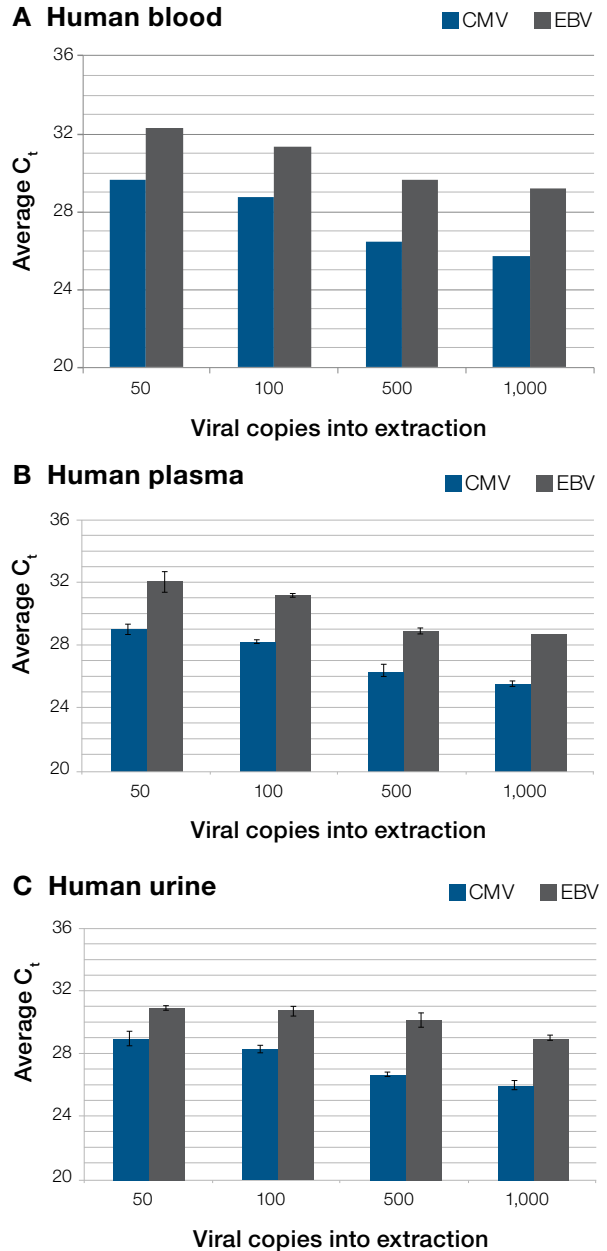 A Human blood
CMV EBV
Average Ct
36
32
28
24
20
50 100 500 1,000
Viral copies into extraction
B Human plasma
CMV EBV
Average Ct
36
32
28
24
20
50 100 500 1,000
Viral copies into extraction
C Human urine
CMV EBV
Average Ct
36
32
28
24
20
50 100 500 1,000
Viral copies into extraction